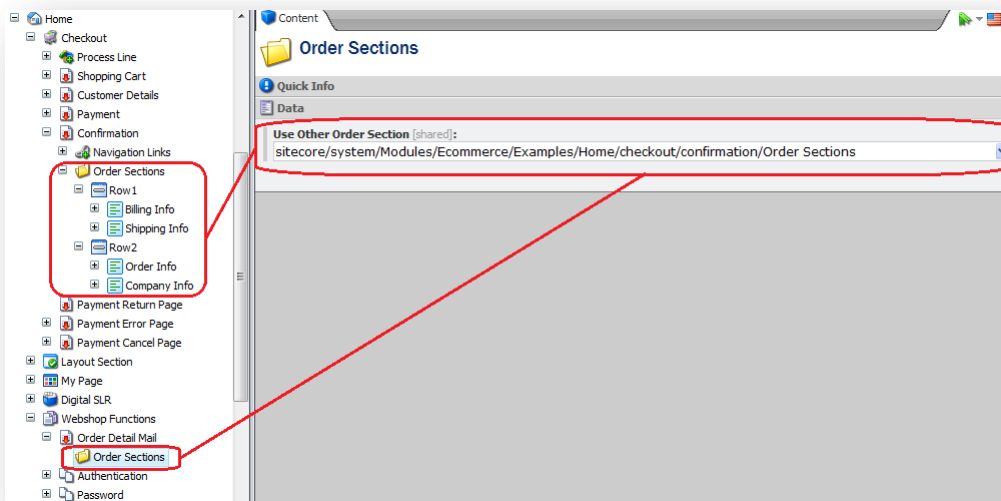 Home
Checkout
Process Line
Shopping Cart
Customer Details
Payment
Confirmation
Navigation Links
Order Sections
Row1
Billing Info
Shipping Info
Row2
Order Info
Company Info
Payment Return Page
Payment Error Page
Payment Cancel Page
Layout Section
My Page
Digital SLR
Webshop Functions
Order Detail Mail
Order Sections
Authentication
Password
Content
Order Sections
Quick Info
Data
Use Other Order Section [shared]:
sitecore/system/Modules/Ecommerce/Examples/Home/checkout/confirmation/Order Sections